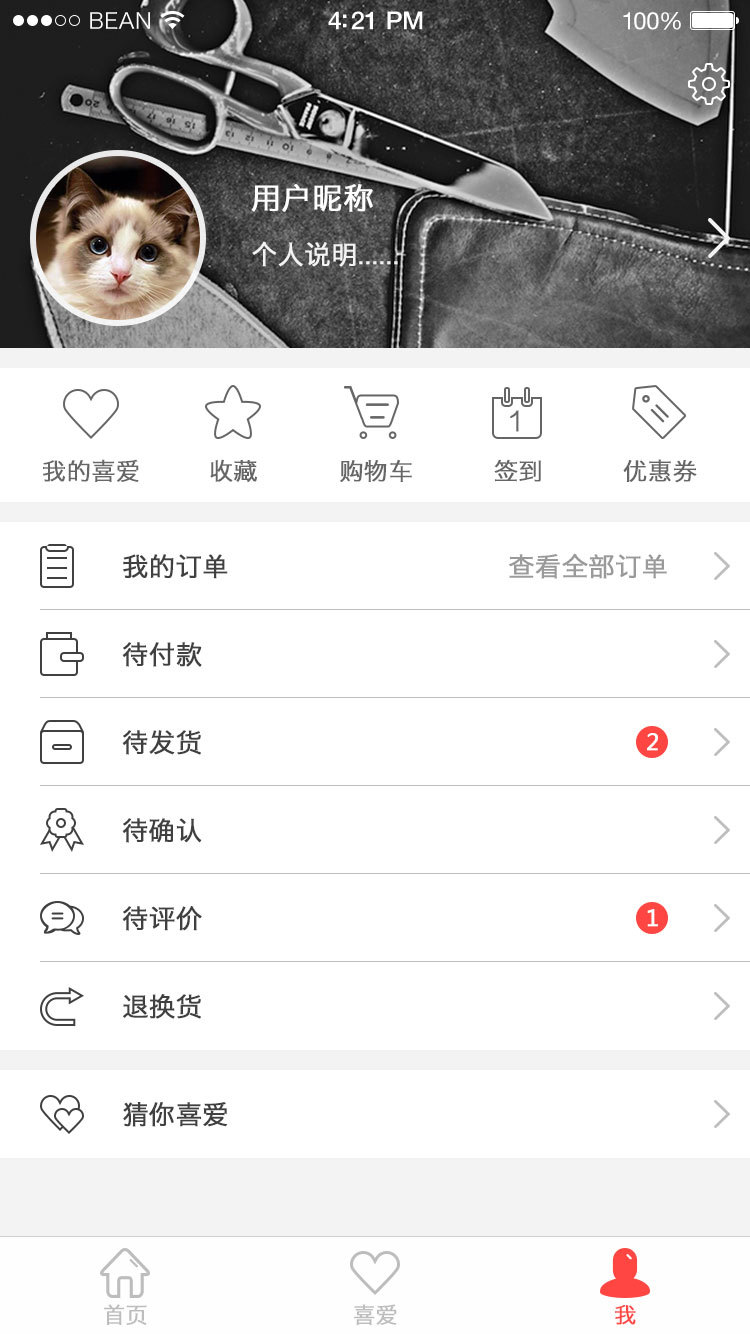 BEAN 4:21 PM 100%
用户昵称
个人说明......
1
我的喜爱 收藏 购物车 签到 优惠券
我的订单 查看全部订单
待付款
待发货 2
待确认
待评价 1
退换货
猜你喜爱
首页 喜爱 我